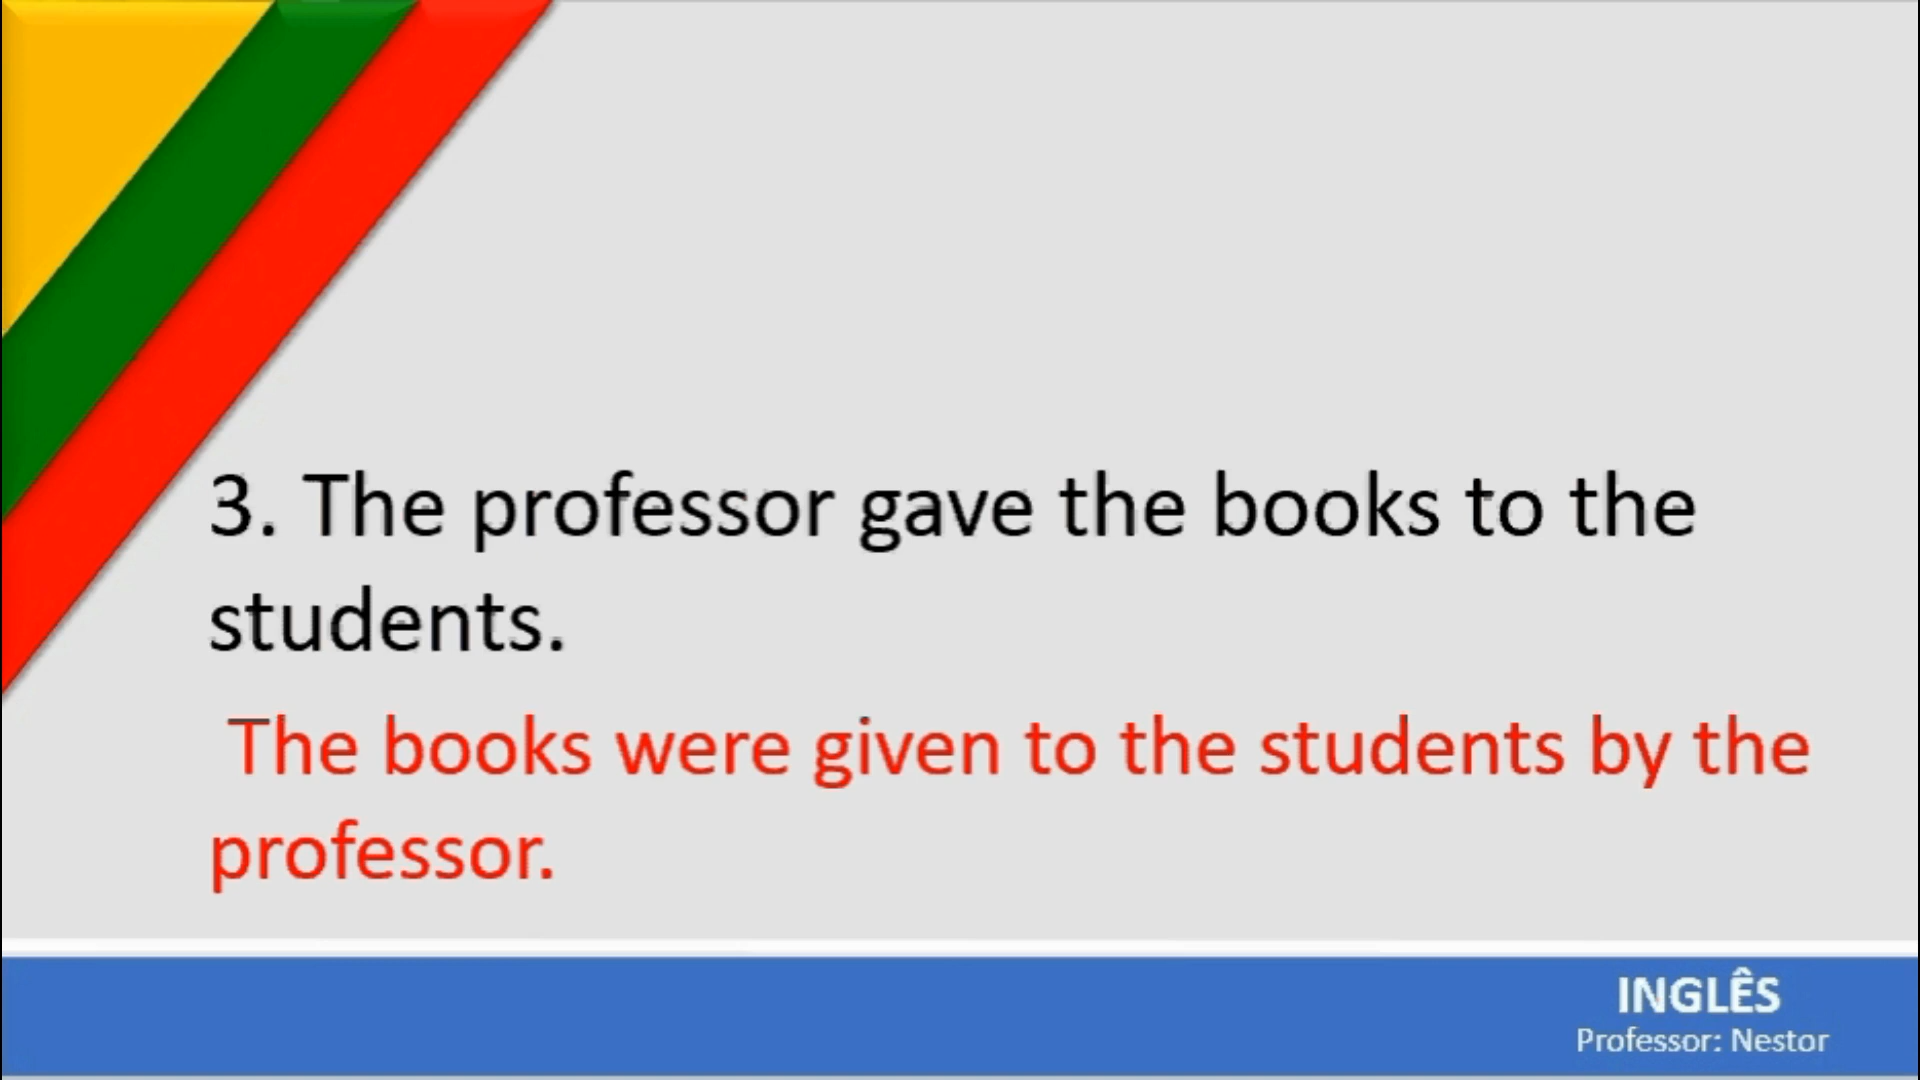 3. The professor gave the books to the
students.
The books were given to the students by the
professor.
INGLÊS
Professor: Nestor